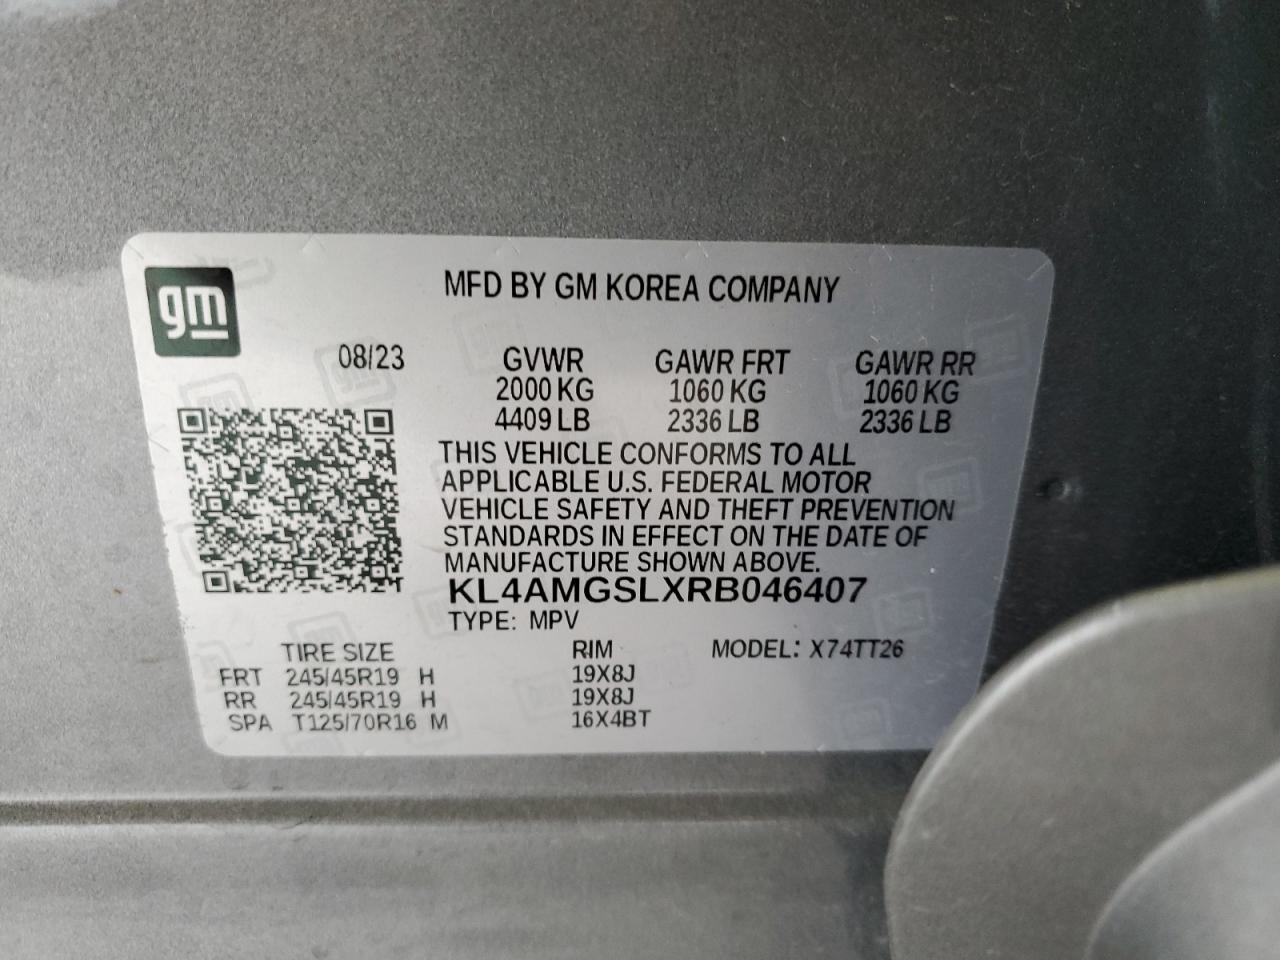 gm
MFD BY GM KOREA COMPANY
08/23 GVWR GAWR FRT GAWR RR
2000 KG 1060 KG 1060 KG
4409 LB 2336 LB 2336 LB
THIS VEHICLE CONFORMS TO ALL
APPLICABLE U.S. FEDERAL MOTOR
VEHICLE SAFETY AND THEFT PREVENTION
STANDARDS IN EFFECT ON THE DATE OF
MANUFACTURE SHOWN ABOVE.
KL4AMGSLXRB046407
TYPE: MPV
TIRE SIZE RIM MODEL: X74TT26
FRT 245/45R19 H 19X8J
RR 245/45R19 H 19X8J
SPA T125/70R16 M 16X4BT